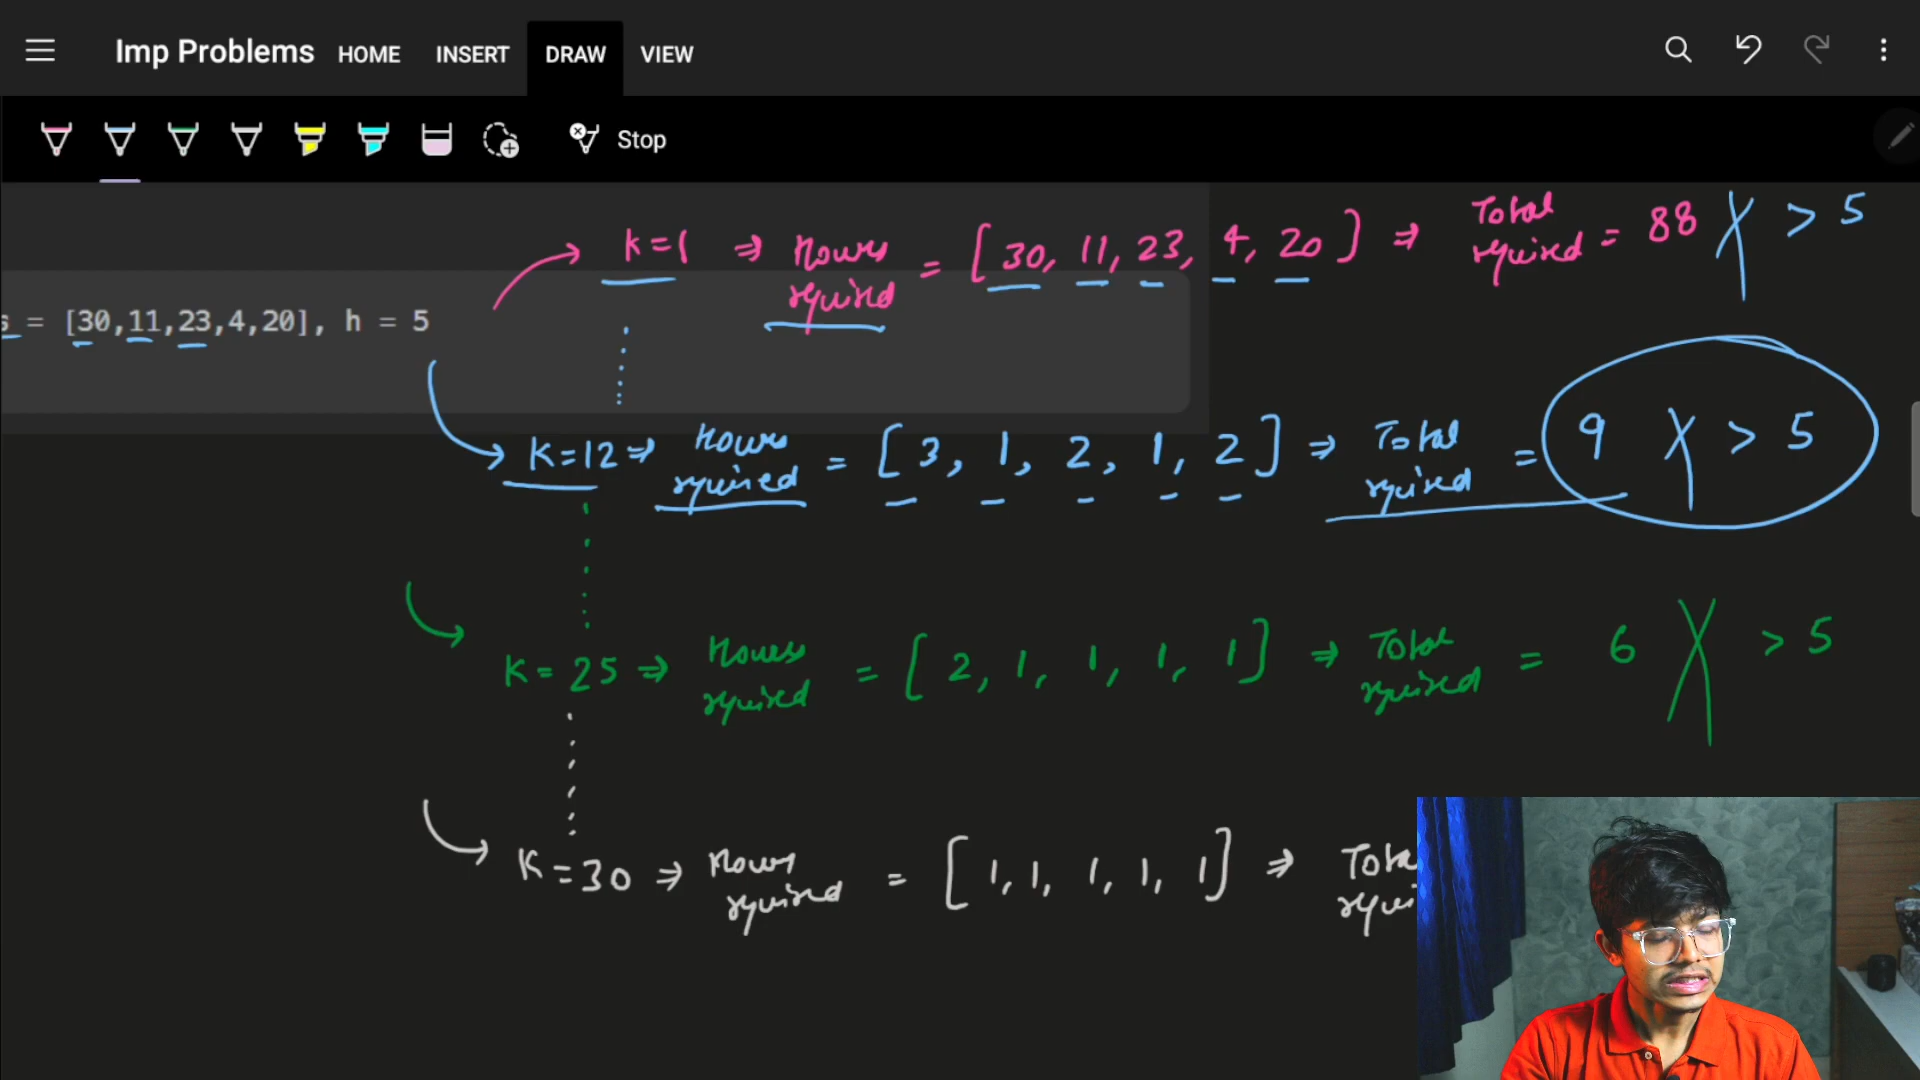 Imp Problems HOME INSERT DRAW VIEW
Stop
K=1 ⇒ Hours required = [30, 11, 23, 4, 20] ⇒ Total required = 88 X > 5
s = [30,11,23,4,20], h = 5
K=12 ⇒ Hours required = [3, 1, 2, 1, 2] ⇒ Total required = 9 X > 5
K=25 ⇒ Hours required = [2, 1, 1, 1, 1] ⇒ Total required = 6 X > 5
K=30 ⇒ Hours required = [1, 1, 1, 1, 1] ⇒ Tota requi